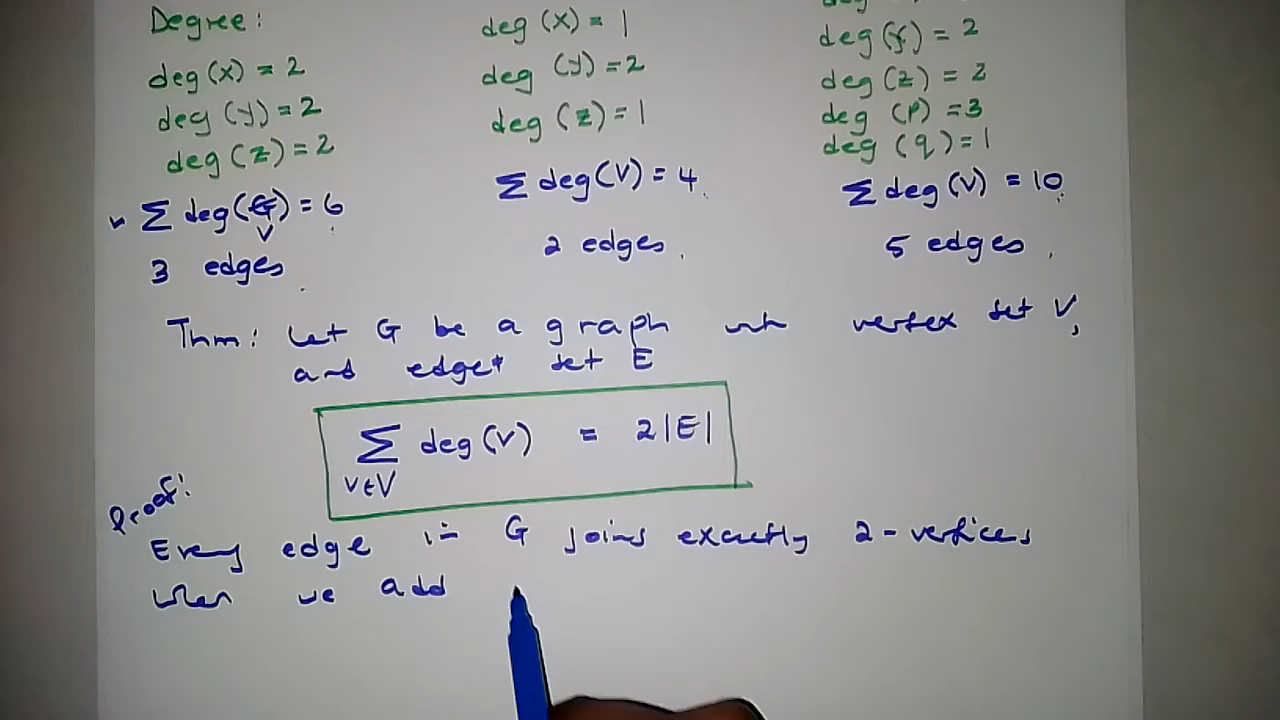 Degree:
deg (x) = 2
deg (y) = 2
deg (z) = 2
∑ deg(G) = 6
V
3 edges
deg (x) = 1
deg (y) = 2
deg (z) = 1
∑ deg(V) = 4
2 edges
deg (y) = 2
deg (z) = 2
deg (p) = 3
deg (q) = 1
∑ deg(V) = 10
5 edges
Thm: Let G be a graph with vertex set V,
and edge set E
∑ deg(V) = 2|E|
V∈V
Proof:
Every edge in G joins exactly 2-vertices
when we add